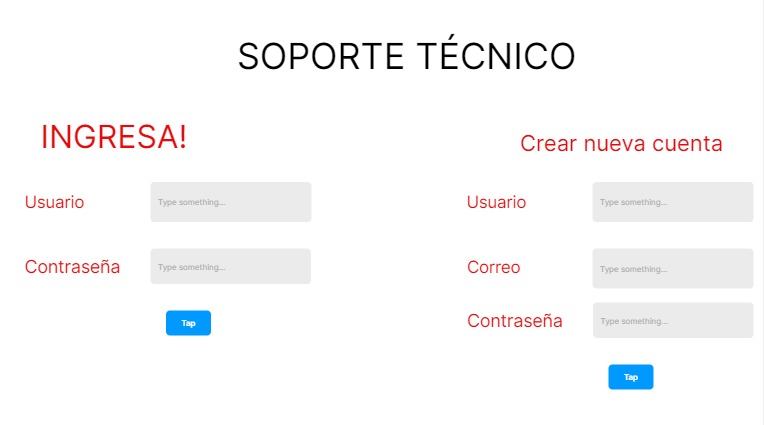 SOPORTE TÉCNICO
INGRESA!
Usuario
Type something...
Contraseña
Type something...
Tap
Crear nueva cuenta
Usuario
Type something...
Correo
Type something...
Contraseña
Type something...
Tap